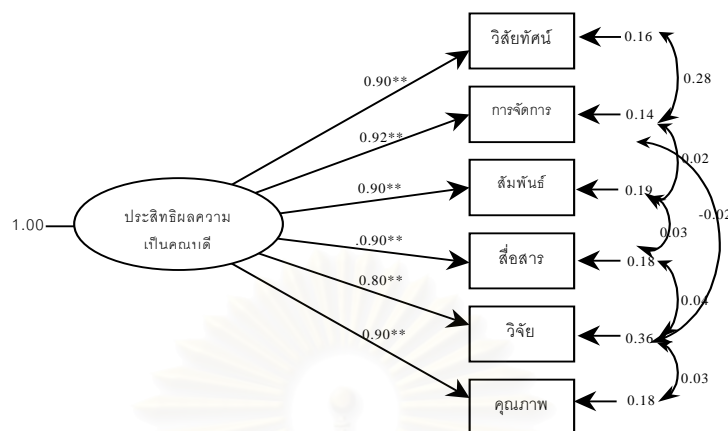 วิสัยทัศน์
0.16
0.90**
0.28
การจัดการ
0.14
0.92**
0.02
สัมพันธ์
0.19
0.90**
-0.02
1.00
ประสิทธิผลความ
เป็นคณบดี
0.03
.0.90**
สื่อสาร
0.18
0.80**
0.04
วิจัย
0.36
0.90**
0.03
คุณภาพ
0.18